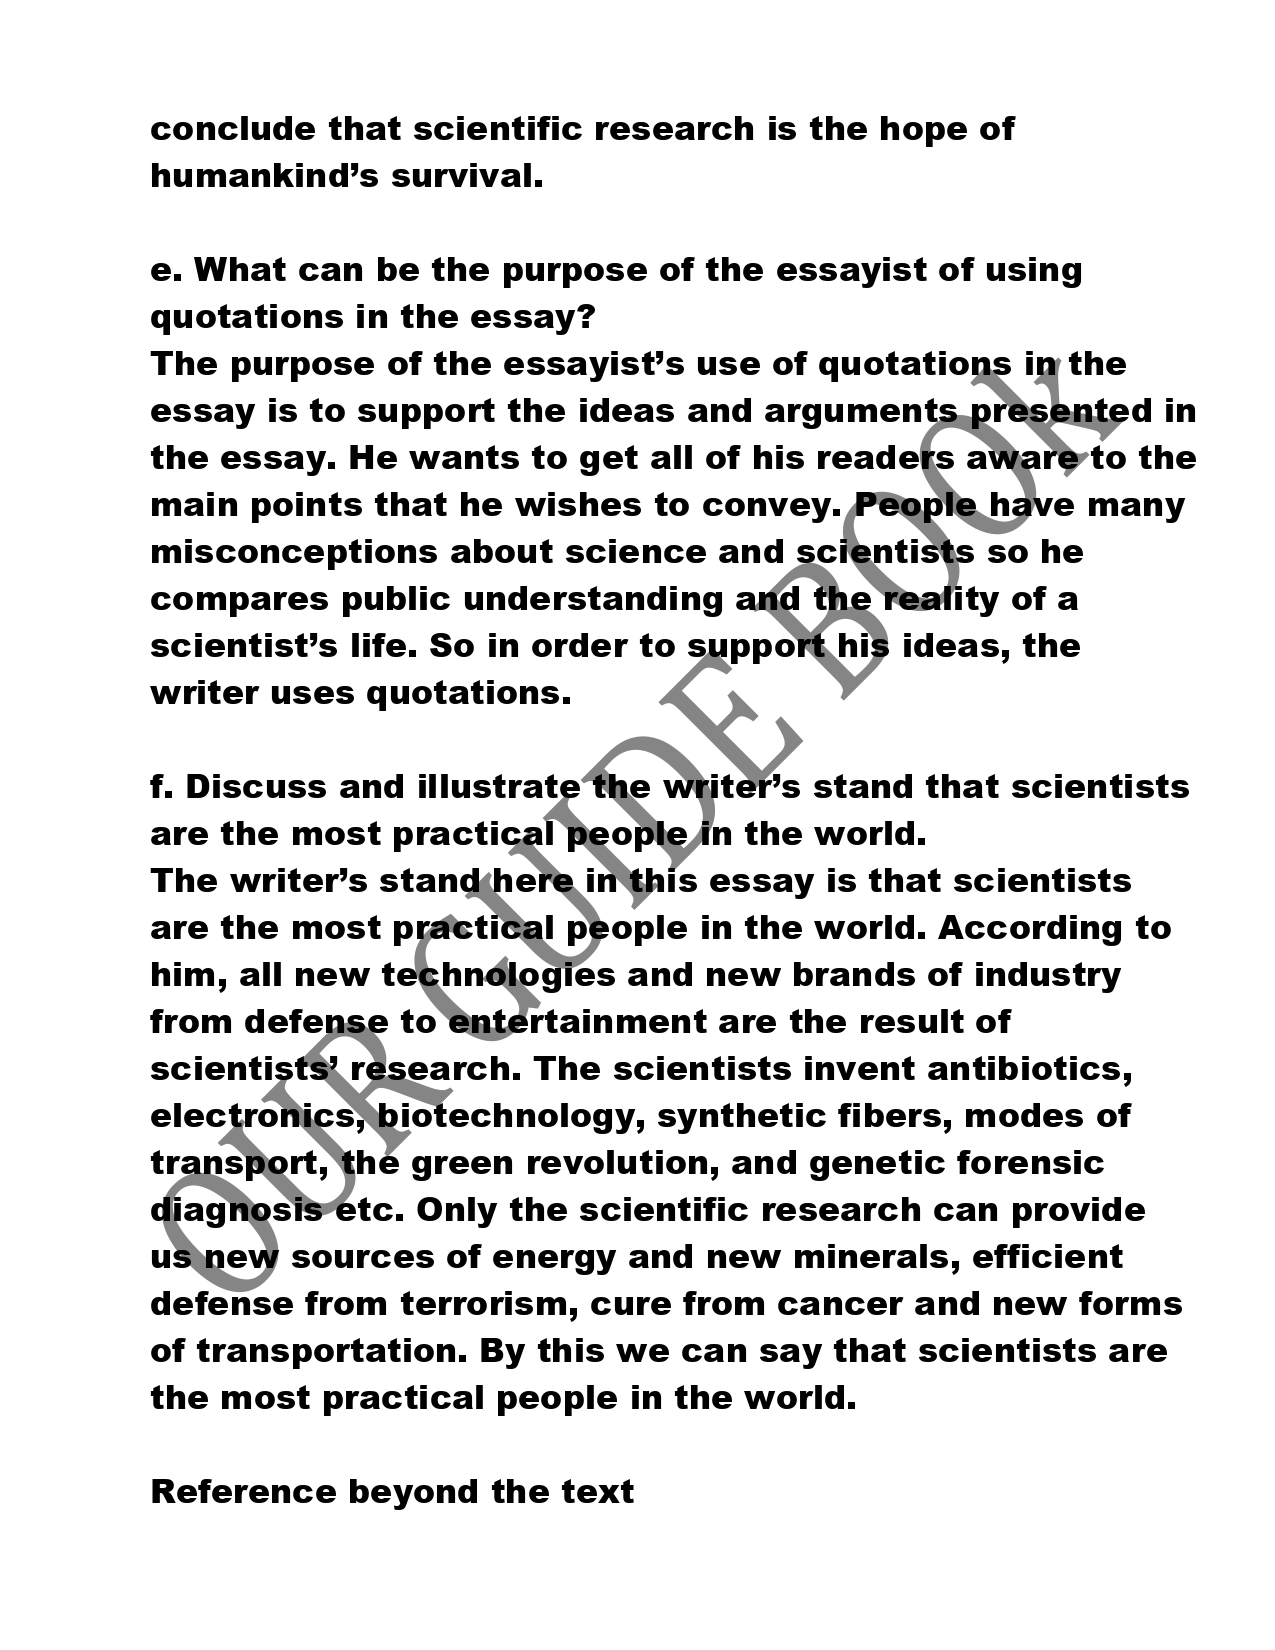 conclude that scientific research is the hope of
humankind’s survival.
e. What can be the purpose of the essayist of using
quotations in the essay?
The purpose of the essayist’s use of quotations in the
essay is to support the ideas and arguments presented in
the essay. He wants to get all of his readers aware to the
main points that he wishes to convey. People have many
misconceptions about science and scientists so he
compares public understanding and the reality of a
scientist’s life. So in order to support his ideas, the
writer uses quotations.
f. Discuss and illustrate the writer’s stand that scientists
are the most practical people in the world.
The writer’s stand here in this essay is that scientists
are the most practical people in the world. According to
him, all new technologies and new brands of industry
from defense to entertainment are the result of
scientists’ research. The scientists invent antibiotics,
electronics, biotechnology, synthetic fibers, modes of
transport, the green revolution, and genetic forensic
diagnosis etc. Only the scientific research can provide
us new sources of energy and new minerals, efficient
defense from terrorism, cure from cancer and new forms
of transportation. By this we can say that scientists are
the most practical people in the world.
Reference beyond the text
OUR GUIDE BOOk